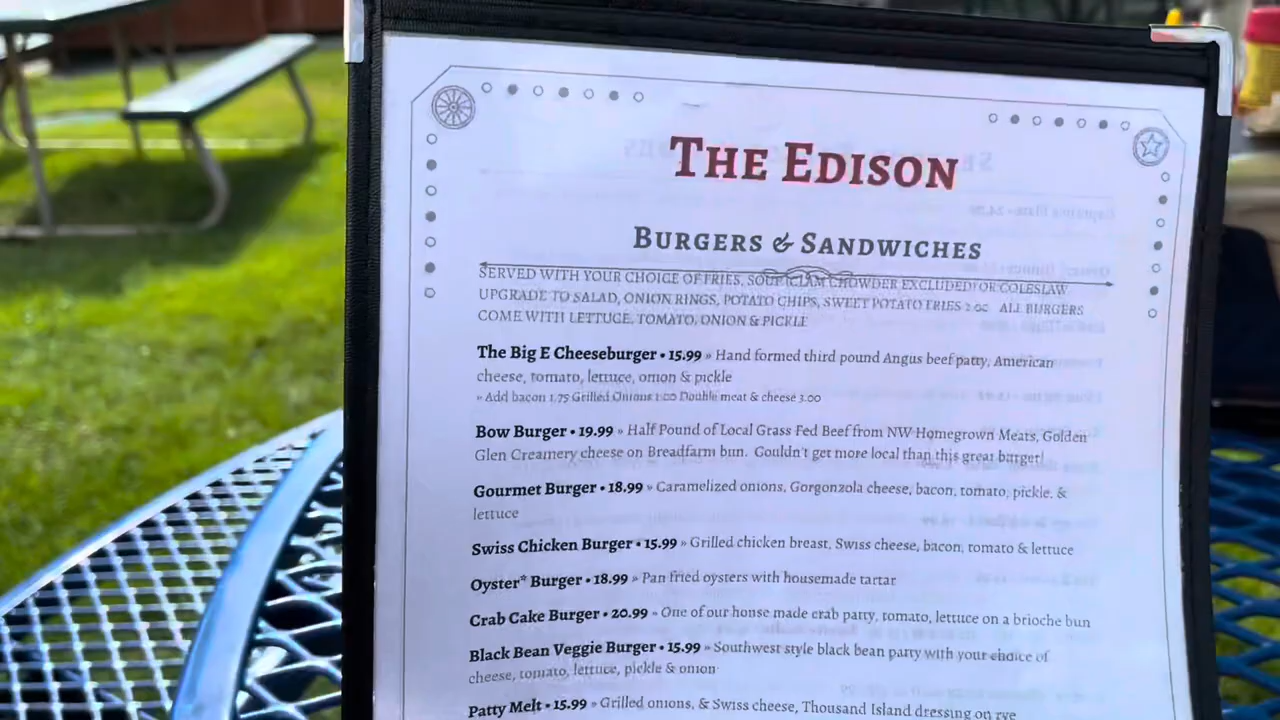 THE EDISON
BURGERS & SANDWICHES
SERVED WITH YOUR CHOICE OF FRIES, SOUP (CLAM CHOWDER EXCLUDED) OR COLESLAW
UPGRADE TO SALAD, ONION RINGS, POTATO CHIPS, SWEET POTATO FRIES 2.00 ALL BURGERS
COME WITH LETTUCE, TOMATO, ONION & PICKLE
The Big E Cheeseburger • 15.99 » Hand formed third pound Angus beef patty, American
cheese, tomato, lettuce, onion & pickle
» Add bacon 1.75 Grilled Onions 1.00 Double meat & cheese 3.00
Bow Burger • 19.99 » Half Pound of Local Grass Fed Beef from NW Homegrown Meats, Golden
Glen Creamery cheese on Breadfarm bun. Couldn't get more local than this great burger!
Gourmet Burger • 18.99 » Caramelized onions, Gorgonzola cheese, bacon, tomato, pickle, &
lettuce
Swiss Chicken Burger • 15.99 » Grilled chicken breast, Swiss cheese, bacon, tomato & lettuce
Oyster* Burger • 18.99 » Pan fried oysters with housemade tartar
Crab Cake Burger • 20.99 » One of our house made crab patty, tomato, lettuce on a brioche bun
Black Bean Veggie Burger • 15.99 » Southwest style black bean patty with your choice of
cheese, tomato, lettuce, pickle & onion
Patty Melt • 15.99 » Grilled onions, & Swiss cheese, Thousand Island dressing on rye